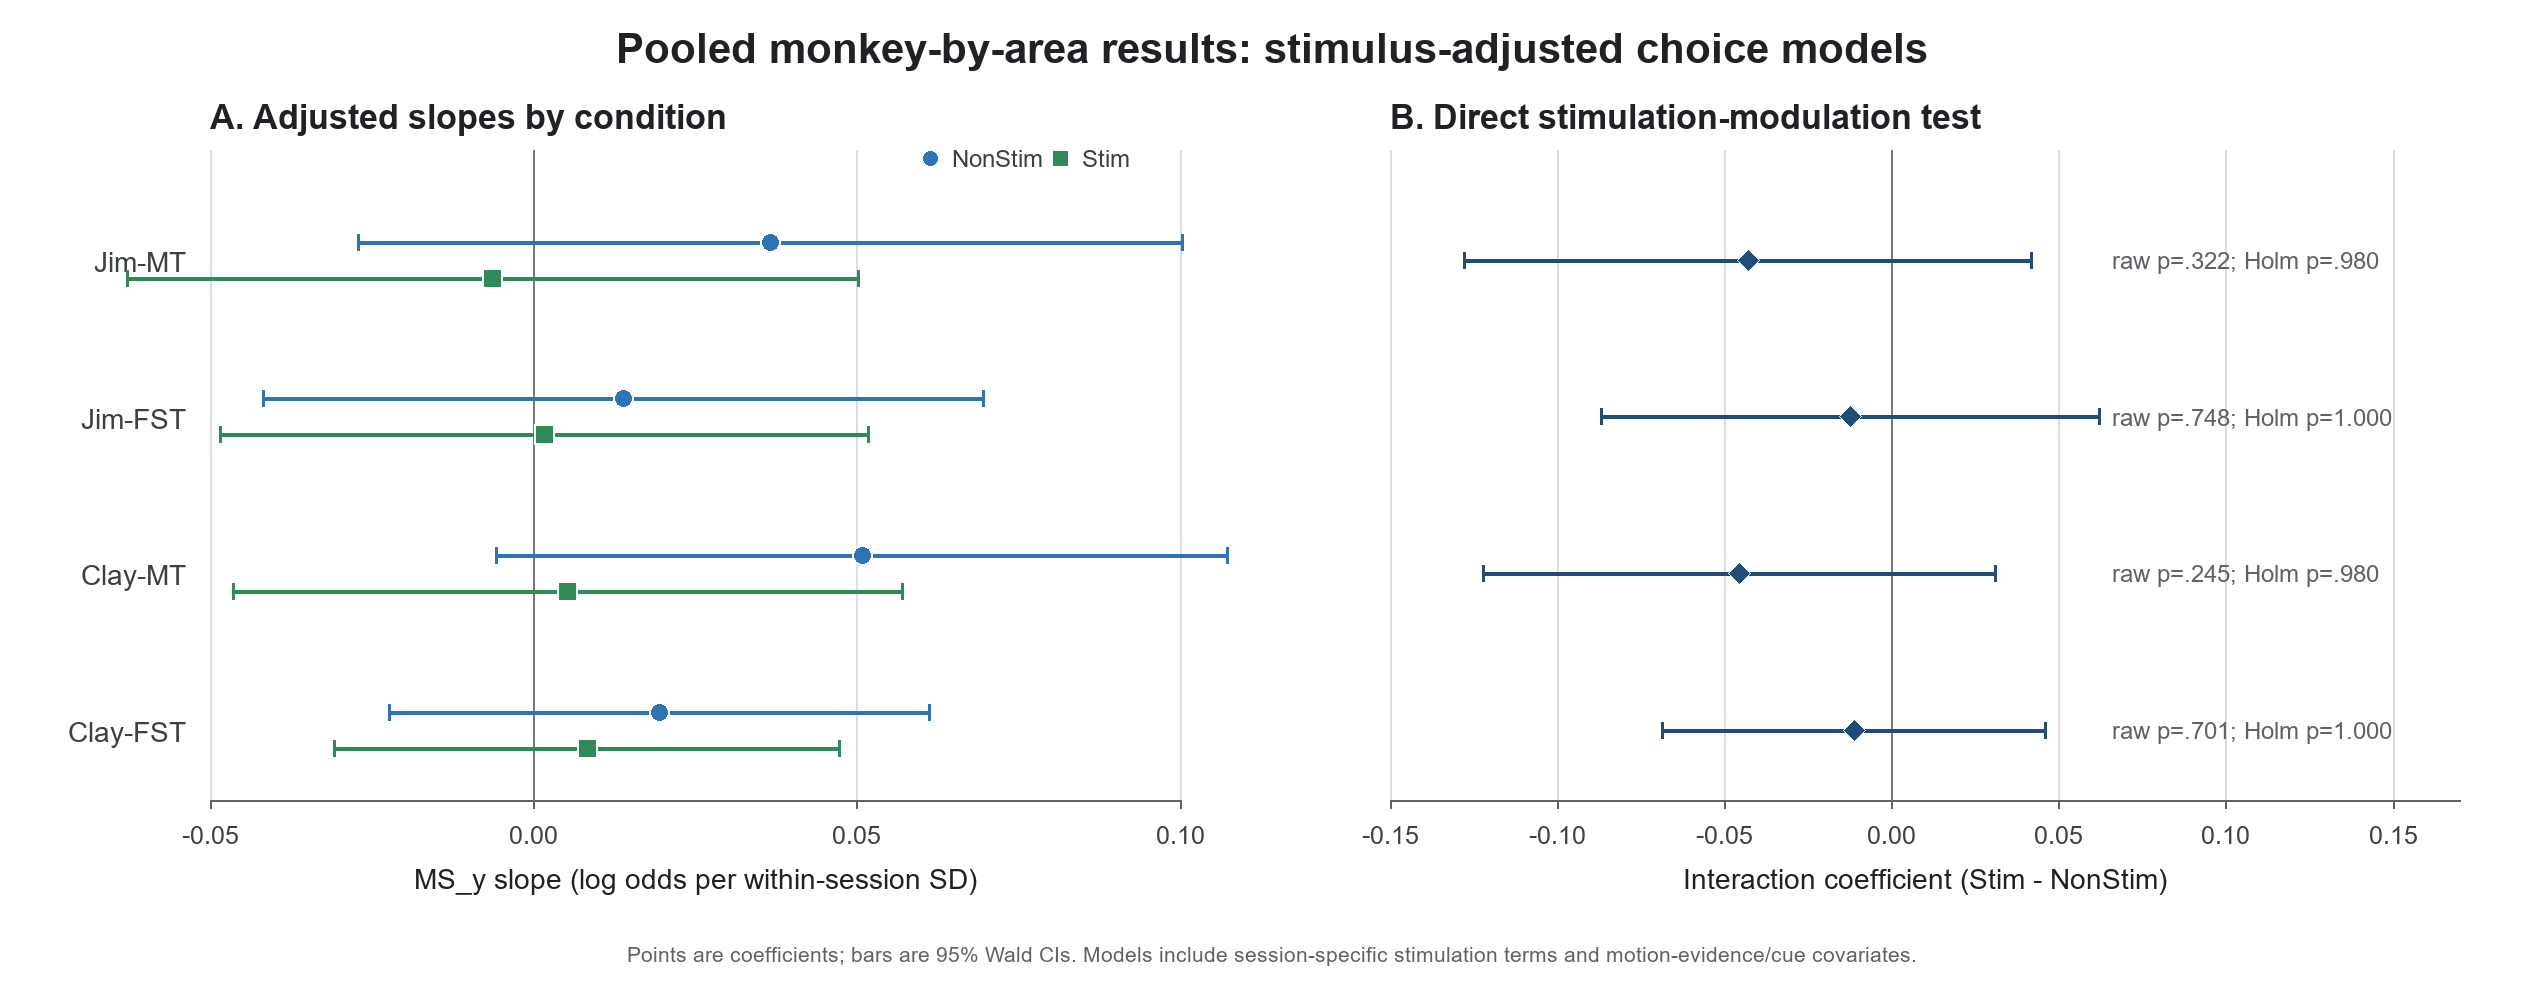 Pooled monkey-by-area results: stimulus-adjusted choice models
A. Adjusted slopes by condition
NonStim
Stim
Jim-MT
Jim-FST
Clay-MT
Clay-FST
-0.05
0.00
0.05
0.10
MS_y slope (log odds per within-session SD)
B. Direct stimulation-modulation test
raw p=.322; Holm p=.980
raw p=.748; Holm p=1.000
raw p=.245; Holm p=.980
raw p=.701; Holm p=1.000
-0.15
-0.10
-0.05
0.00
0.05
0.10
0.15
Interaction coefficient (Stim - NonStim)
Points are coefficients; bars are 95% Wald CIs. Models include session-specific stimulation terms and motion-evidence/cue covariates.